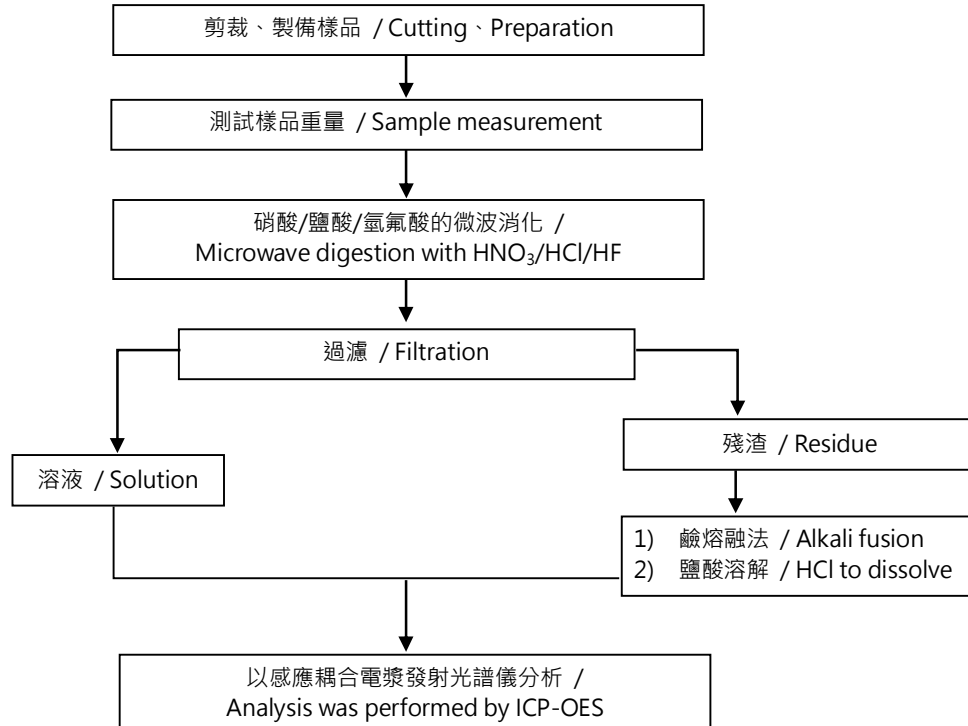 剪裁、製備樣品 / Cutting、Preparation
測試樣品重量 / Sample measurement
硝酸/鹽酸/氫氟酸的微波消化 /
Microwave digestion with HNO₃/HCl/HF
過濾 / Filtration
溶液 / Solution
殘渣 / Residue
1) 鹼熔融法 / Alkali fusion
2) 鹽酸溶解 / HCl to dissolve
以感應耦合電漿發射光譜儀分析 /
Analysis was performed by ICP-OES